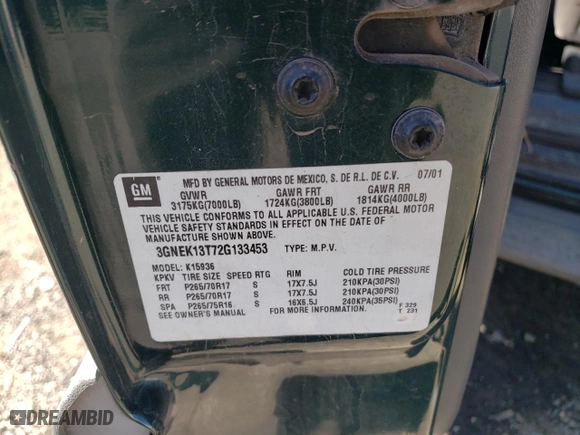 GM
MFD BY GENERAL MOTORS DE MEXICO, S. DE R.L. DE C.V. 07/01
GVWR GAWR FRT GAWR RR
3175KG(7000LB) 1724KG(3800LB) 1814KG(4000LB)
THIS VEHICLE CONFORMS TO ALL APPLICABLE U.S. FEDERAL MOTOR
VEHICLE SAFETY STANDARDS IN EFFECT ON THE DATE OF
MANUFACTURE SHOWN ABOVE.
3GNEK13T72G133453 TYPE: M.P.V.
MODEL: K15936
KPKV TIRE SIZE SPEED RTG RIM COLD TIRE PRESSURE
FRT P265/70R17 S 17X7.5J 210KPA(30PSI)
RR P265/70R17 S 17X7.5J 210KPA(30PSI)
SPA P265/75R16 S 16X6.5J 240KPA(35PSI)
SEE OWNER'S MANUAL FOR MORE INFORMATION. F 329
T 231
DREAMBID